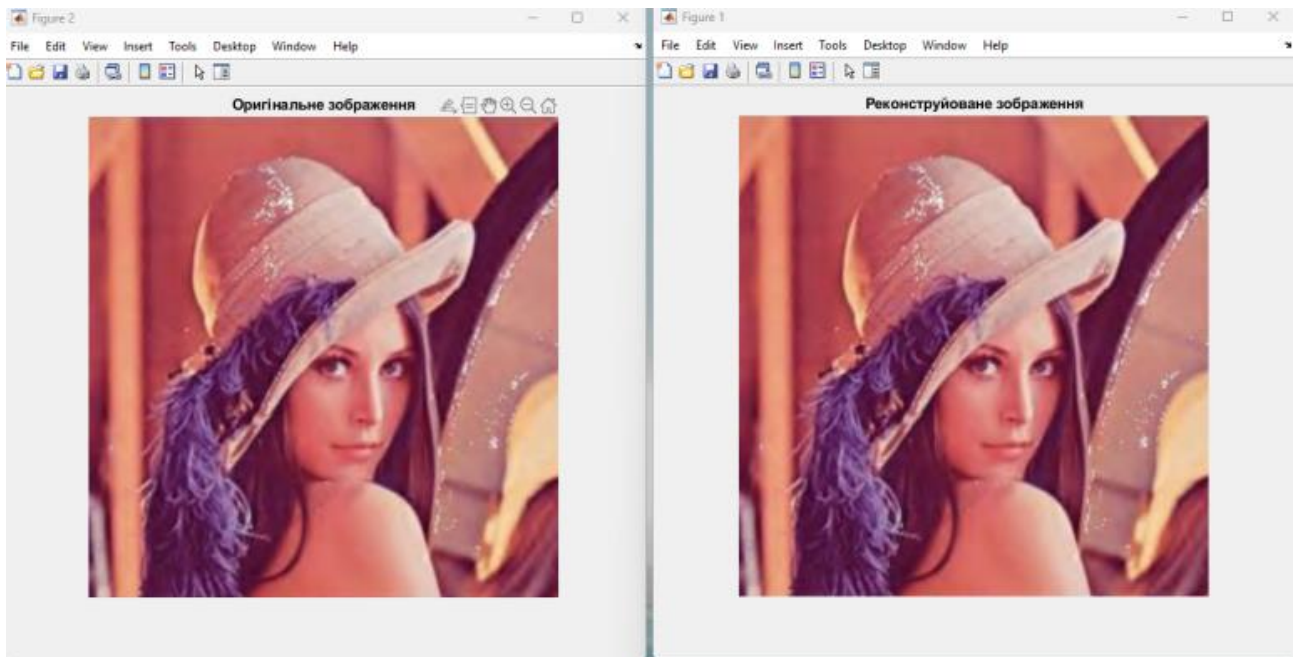 Figure 2
File Edit View Insert Tools Desktop Window Help
Оригінальне зображення
Figure 1
File Edit View Insert Tools Desktop Window Help
Реконструйоване зображення